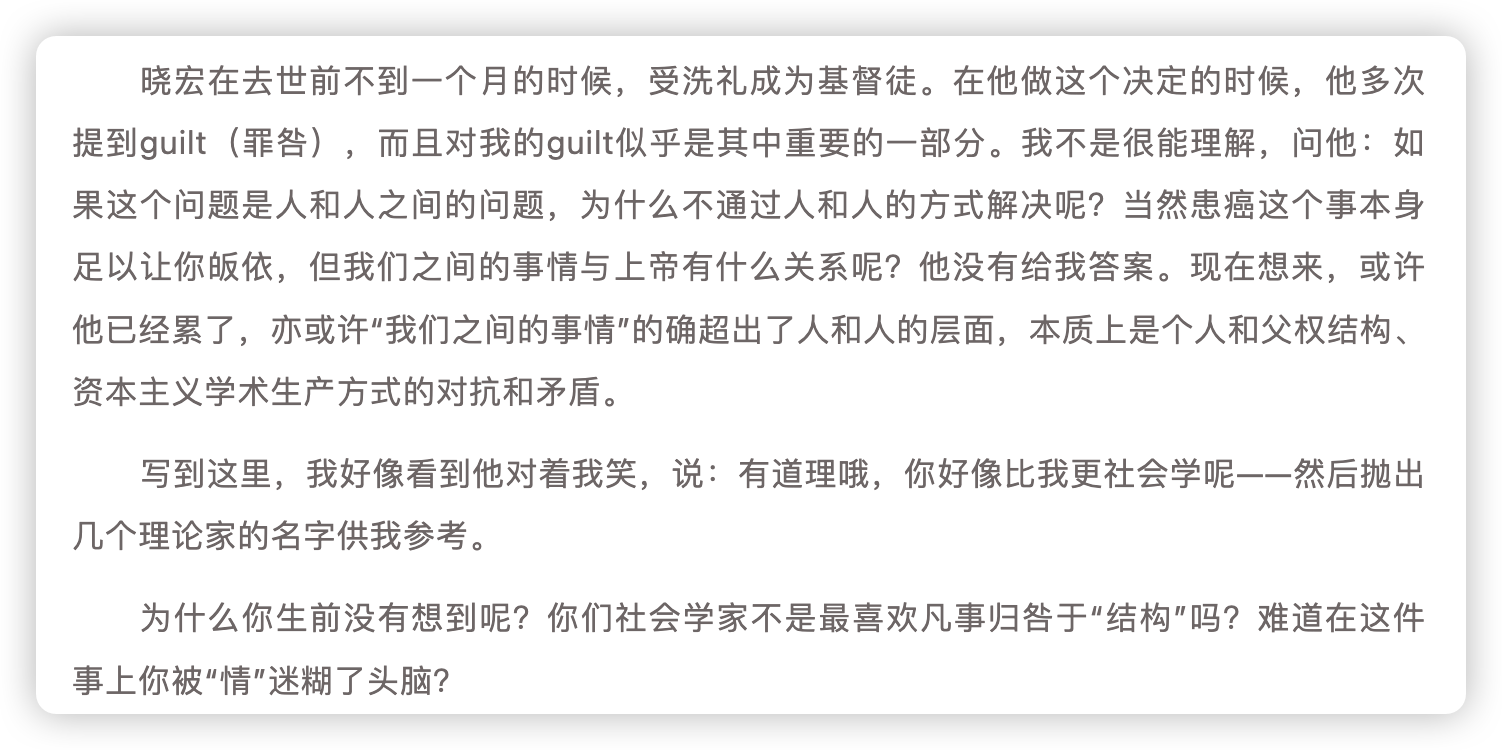 晓宏在去世前不到一个月的时候，受洗礼成为基督徒。在他做这个决定的时候，他多次
提到guilt（罪咎），而且对我的guilt似乎是其中重要的一部分。我不是很能理解，问他：如
果这个问题是人和人之间的问题，为什么不通过人和人的方式解决呢？当然患癌这个事本身
足以让你皈依，但我们之间的事情与上帝有什么关系呢？他没有给我答案。现在想来，或许
他已经累了，亦或许“我们之间的事情”的确超出了人和人的层面，本质上是个人和父权结构、
资本主义学术生产方式的对抗和矛盾。
写到这里，我好像看到他对着我笑，说：有道理哦，你好像比我更社会学呢——然后抛出
几个理论家的名字供我参考。
为什么你生前没有想到呢？你们社会学家不是最喜欢凡事归咎于“结构”吗？难道在这件
事上你被“情”迷糊了头脑？